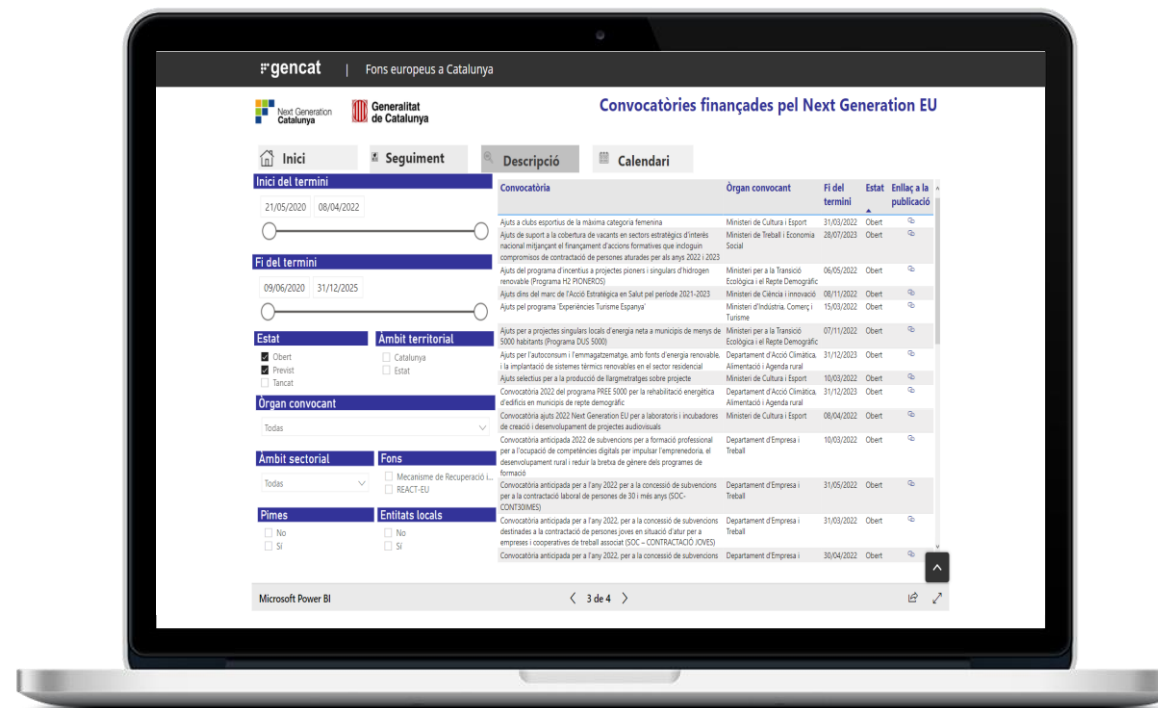 gencat | Fons europeus a Catalunya
Next Generation
Catalunya
Generalitat
de Catalunya
Convocatòries finançades pel Next Generation EU
Inici
Seguiment
Descripció
Calendari
Inici del termini
21/05/2020 08/04/2022
Fi del termini
09/06/2020 31/12/2025
Estat
Obert
Previst
Tancat
Àmbit territorial
Catalunya
Estat
Òrgan convocant
Todas
Àmbit sectorial
Todas
Fons
Mecanisme de Recuperació i...
REACT-EU
Pimes
No
Sí
Entitats locals
No
Sí
Convocatòria Òrgan convocant Fi del termini Estat Enllaç a la publicació
Ajuts a clubs esportius de la màxima categoria femenina Ministeri de Cultura i Esport 31/03/2022 Obert
Ajuts de suport a la cobertura de vacants en sectors estratègics d'interès Ministeri de Treball i Economia 28/07/2023 Obert
nacional mitjançant el finançament d'accions formatives que incloguin Social
compromisos de contractació de persones aturades per als anys 2022 i 2023
Ajuts del programa d'incentius a projectes pioners i singulars d'hidrogen Ministeri per a la Transició 06/05/2022 Obert
renovable (Programa H2 PIONEROS) Ecològica i el Repte Demogràfic
Ajuts dins del marc de l'Acció Estratègica en Salut pel període 2021-2023 Ministeri de Ciència i innovació 08/11/2022 Obert
Ajuts pel programa 'Experiències Turisme Espanya' Ministeri d'Indústria, Comerç i 15/03/2022 Obert
Turisme
Ajuts per a projectes singulars locals d'energia neta a municipis de menys de Ministeri per a la Transició 07/11/2022 Obert
5000 habitants (Programa DUS 5000) Ecològica i el Repte Demogràfic
Ajuts per l'autoconsum i l'emmagatzematge, amb fonts d'energia renovable, Departament d'Acció Climàtica, 31/12/2023 Obert
i la implantació de sistemes tèrmics renovables en el sector residencial Alimentació i Agenda rural
Ajuts selectius per a la producció de llargmetratges sobre projecte Ministeri de Cultura i Esport 10/03/2022 Obert
Convocatòria 2022 del programa PREE 5000 per la rehabilitació energètica Departament d'Acció Climàtica, 31/12/2023 Obert
d'edificis en municipis de repte demogràfic Alimentació i Agenda rural
Convocatòria ajuts 2022 Next Generation EU per a laboratoris i incubadores Ministeri de Cultura i Esport 08/04/2022 Obert
de creació i desenvolupament de projectes audiovisuals
Convocatòria anticipada 2022 de subvencions per a formació professional Departament d'Empresa i 10/03/2022 Obert
per a l'ocupació de competències digitals per impulsar l'emprenedoria, el Treball
desenvolupament rural i reduir la bretxa de gènere dels programes de
formació
Convocatòria anticipada per a l'any 2022 per a la concessió de subvencions Departament d'Empresa i 31/05/2022 Obert
per a la contractació laboral de persones de 30 i més anys (SOC- Treball
CONT30IMES)
Convocatòria anticipada per a l'any 2022, per a la concessió de subvencions Departament d'Empresa i 31/03/2022 Obert
destinades a la contractació de persones joves en situació d'atur per a Treball
empreses i cooperatives de treball associat (SOC – CONTRACTACIÓ JOVES)
Convocatòria anticipada per a l'any 2022, per a la concessió de subvencions Departament d'Empresa i 30/04/2022 Obert
Microsoft Power BI
3 de 4